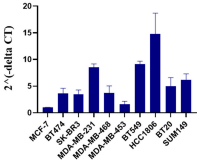 2^(-delta CT)
20
15
10
5
0
MCF-7
BT474
SK-BR3
MDA-MB-231
MDA-MB-468
MDA-MB-453
BT549
HCC1806
BT20
SUM149